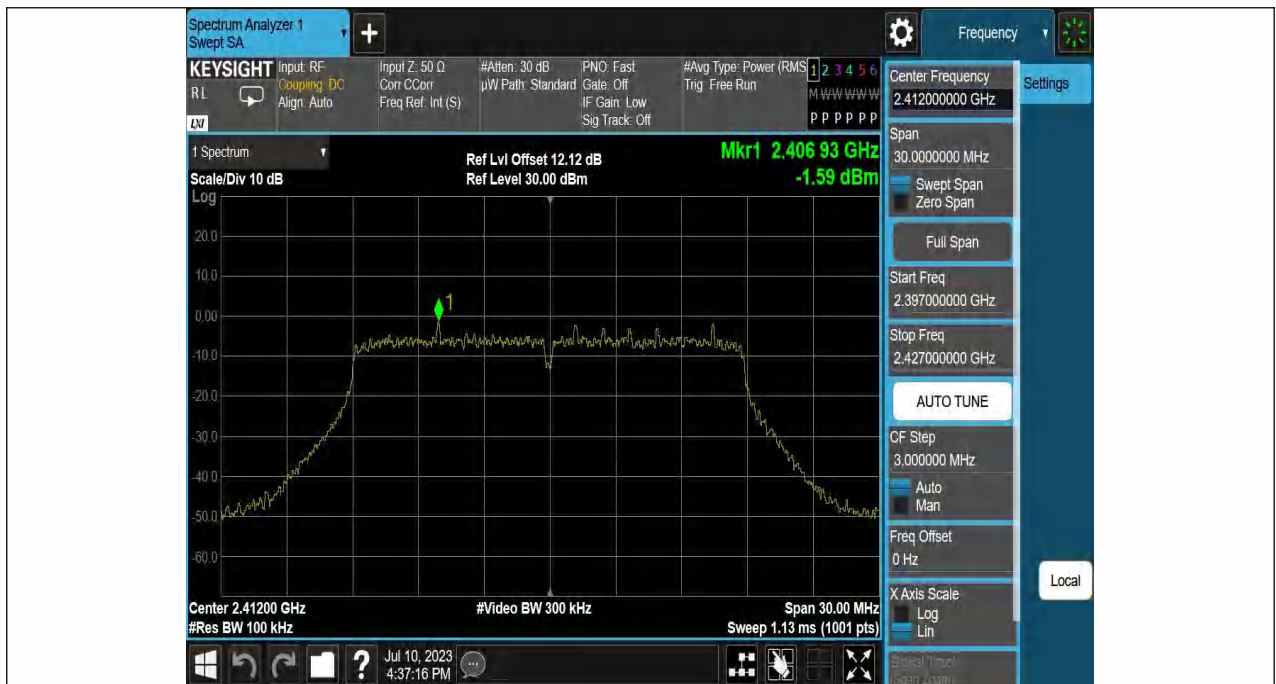 Spectrum Analyzer 1
Swept SA
+
Frequency
KEYSIGHT
RL
LXI
Input: RF
Coupling: DC
Align: Auto
Input Z: 50 Ω
Corr CCorr
Freq Ref: Int (S)
#Atten: 30 dB
µW Path: Standard
PNO: Fast
Gate: Off
IF Gain: Low
Sig Track: Off
#Avg Type: Power (RMS
Trig: Free Run
1 2 3 4 5 6
M W W W W W
P P P P P P
Settings
Center Frequency
2.412000000 GHz
Span
30.0000000 MHz
Swept Span
Zero Span
Full Span
Start Freq
2.397000000 GHz
Stop Freq
2.427000000 GHz
AUTO TUNE
CF Step
3.000000 MHz
Auto
Man
Freq Offset
0 Hz
X Axis Scale
Log
Lin
Signal Track
(Span Zoom)
Local
1 Spectrum
Scale/Div 10 dB
Log
Ref Lvl Offset 12.12 dB
Ref Level 30.00 dBm
Mkr1 2.406 93 GHz
-1.59 dBm
20.0
10.0
0.00
-10.0
-20.0
-30.0
-40.0
-50.0
-60.0
1
Center 2.41200 GHz
#Res BW 100 kHz
#Video BW 300 kHz
Span 30.00 MHz
Sweep 1.13 ms (1001 pts)
?
Jul 10, 2023
4:37:16 PM